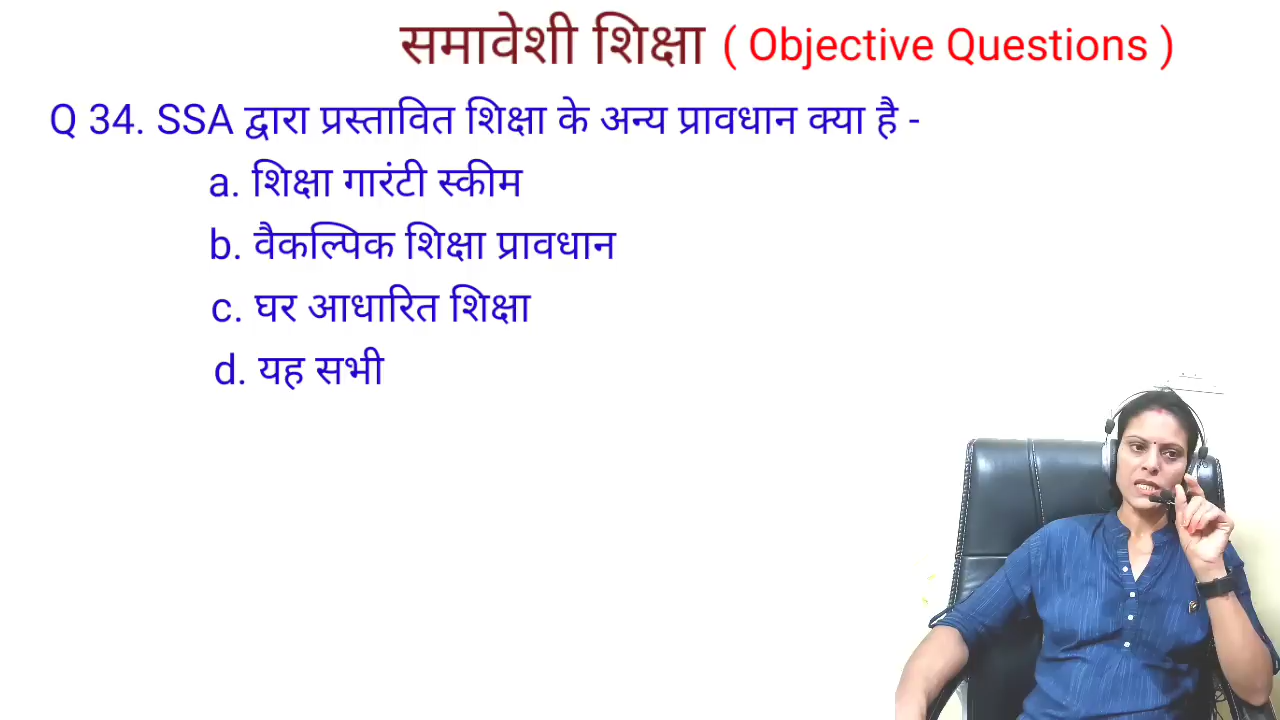 समावेशी शिक्षा ( Objective Questions )
Q 34. SSA द्वारा प्रस्तावित शिक्षा के अन्य प्रावधान क्या है -
a. शिक्षा गारंटी स्कीम
b. वैकल्पिक शिक्षा प्रावधान
c. घर आधारित शिक्षा
d. यह सभी